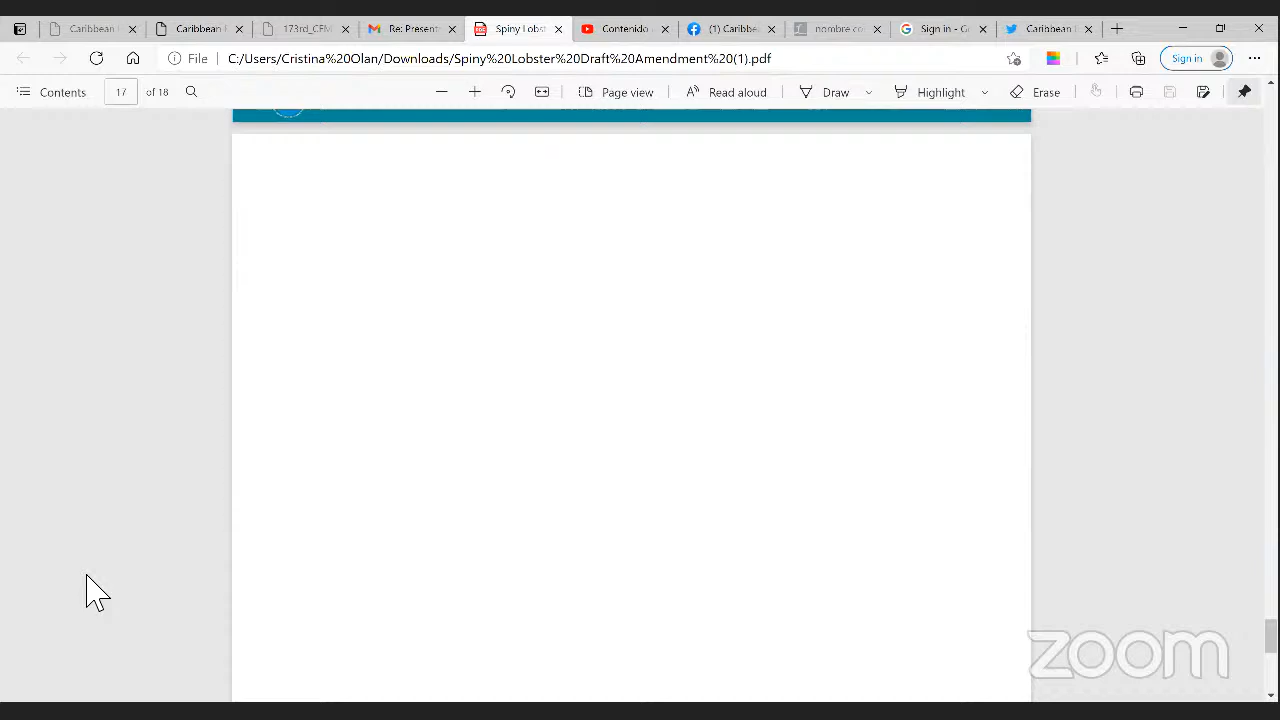 Caribbean
Caribbean
173rd_CFM
Re: Present
Spiny Lobst
Contenido
(1) Caribbe
nombre
Sign in - G
Caribbean
File
C:/Users/Cristina%20Olan/Downloads/Spiny%20Lobster%20Draft%20Amendment%20(1).pdf
Sign in
Contents
17
of 18
Page view
Read aloud
Draw
Highlight
Erase
zoom